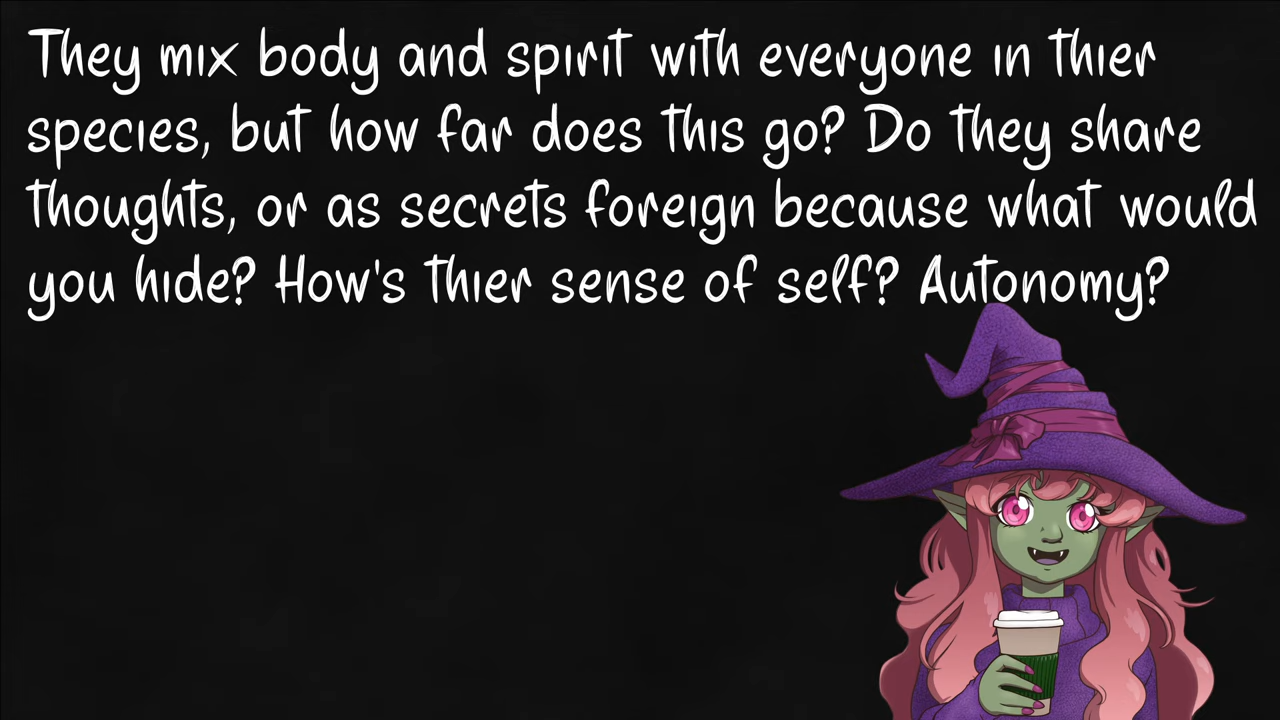 They mix body and spirit with everyone in thier
species, but how far does this go? Do they share
thoughts, or as secrets foreign because what would
you hide? How's thier sense of self? Autonomy?